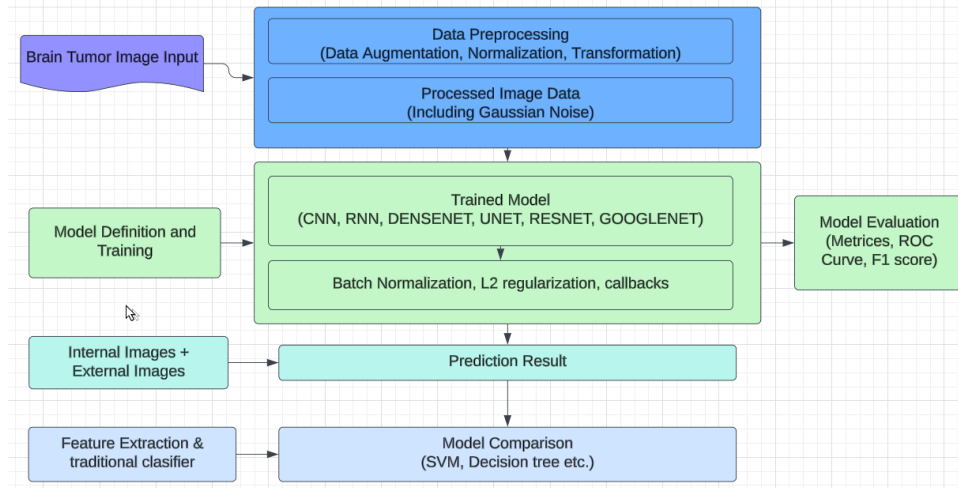 Data Preprocessing
(Data Augmentation, Normalization, Transformation)
Brain Tumor Image Input
Processed Image Data
(Including Gaussian Noise)
Trained Model
(CNN, RNN, DENSENET, UNET, RESNET, GOOGLENET)
Model Definition and
Training
Model Evaluation
(Metrices, ROC
Curve, F1 score)
Batch Normalization, L2 regularization, callbacks
Internal Images +
External Images
Prediction Result
Feature Extraction &
traditional clasifier
Model Comparison
(SVM, Decision tree etc.)